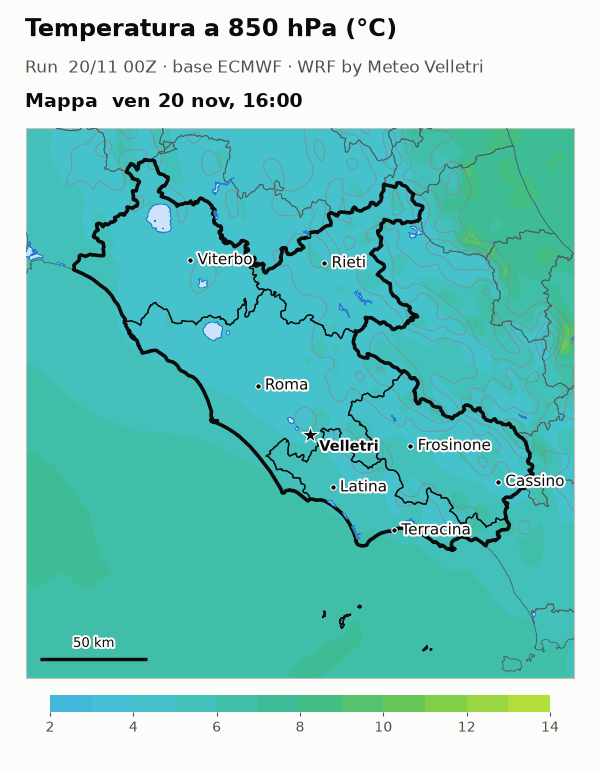 Temperatura a 850 hPa (°C)
Run  20/11 00Z · base ECMWF · WRF by Meteo Velletri
Mappa  ven 20 nov, 16:00
Viterbo
Rieti
Roma
Velletri
Frosinone
Latina
Cassino
Terracina
50 km
2 4 6 8 10 12 14